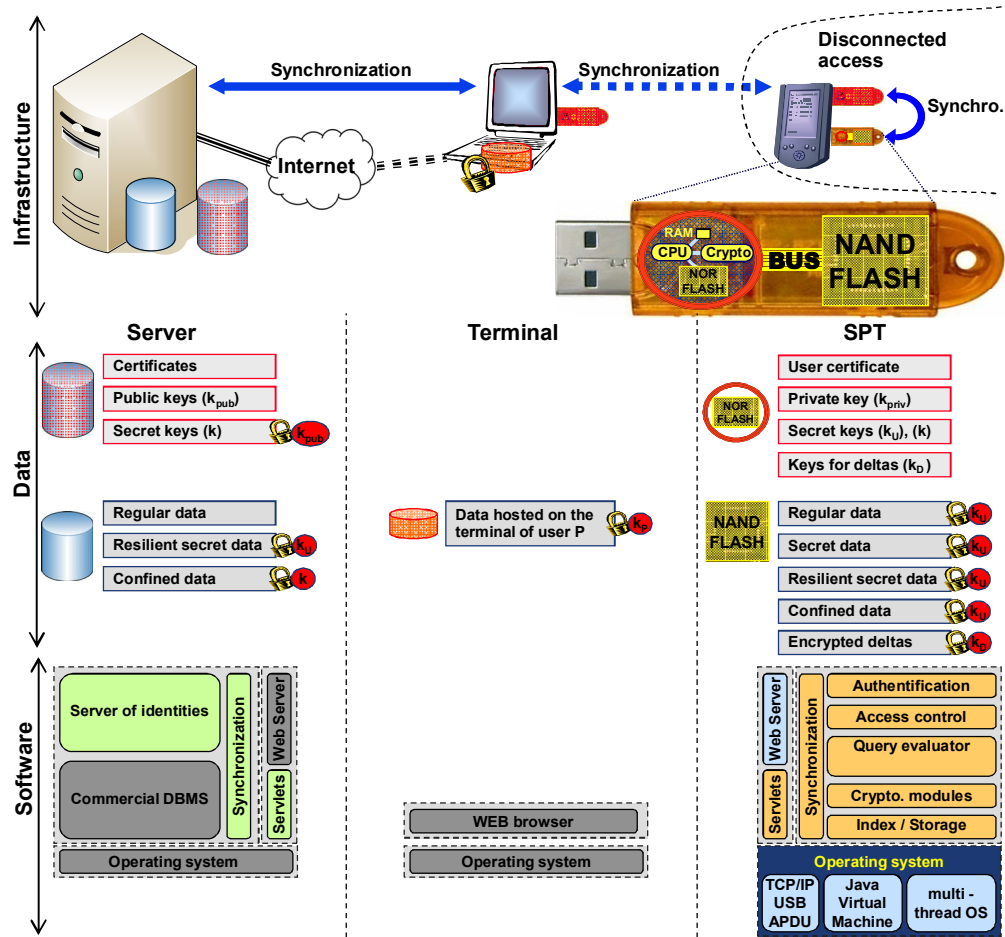 Infrastructure
Synchronization
Synchronization
Disconnected
access
Synchro.
Internet
RAM
CPU
Crypto
NOR
FLASH
BUS
NAND
FLASH
Server
Terminal
SPT
Data
Certificates
Public keys (kpub)
Secret keys (k)
kpub
Regular data
Resilient secret data
kU
Confined data
k
Data hosted on the
terminal of user P
kP
NOR
FLASH
User certificate
Private key (kpriv)
Secret keys (kU), (k)
Keys for deltas (kD)
NAND
FLASH
Regular data
kU
Secret data
kU
Resilient secret data
kU
Confined data
kU
Encrypted deltas
kD
Software
Server of identities
Commercial DBMS
Synchronization
Web Server
Servlets
Operating system
WEB browser
Operating system
Web Server
Servlets
Synchronization
Authentification
Access control
Query evaluator
Crypto. modules
Index / Storage
Operating system
TCP/IP
USB
APDU
Java
Virtual
Machine
multi -
thread OS